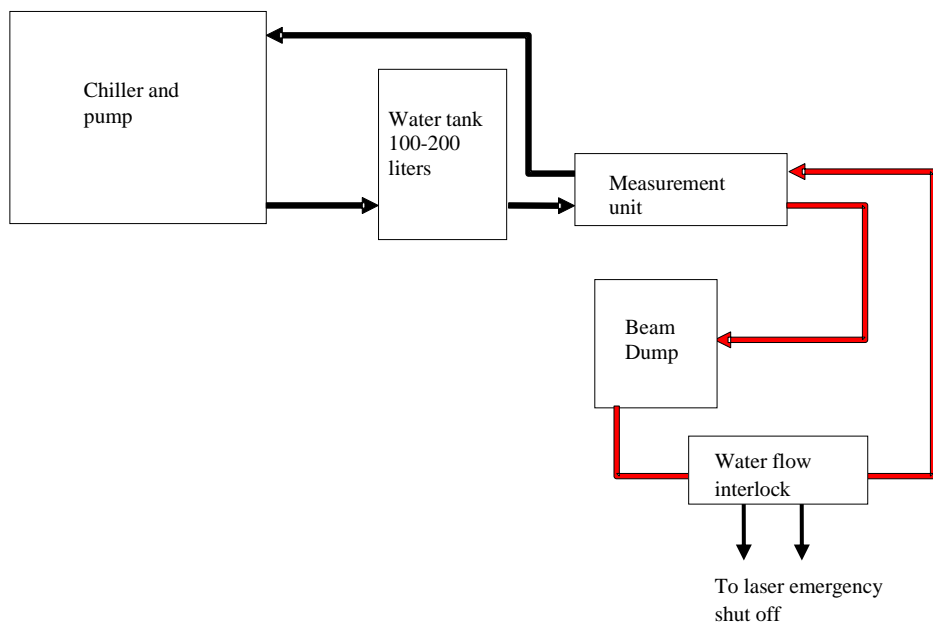 Chiller and
pump
Water tank
100-200
liters
Measurement
unit
Beam
Dump
Water flow
interlock
To laser emergency
shut off